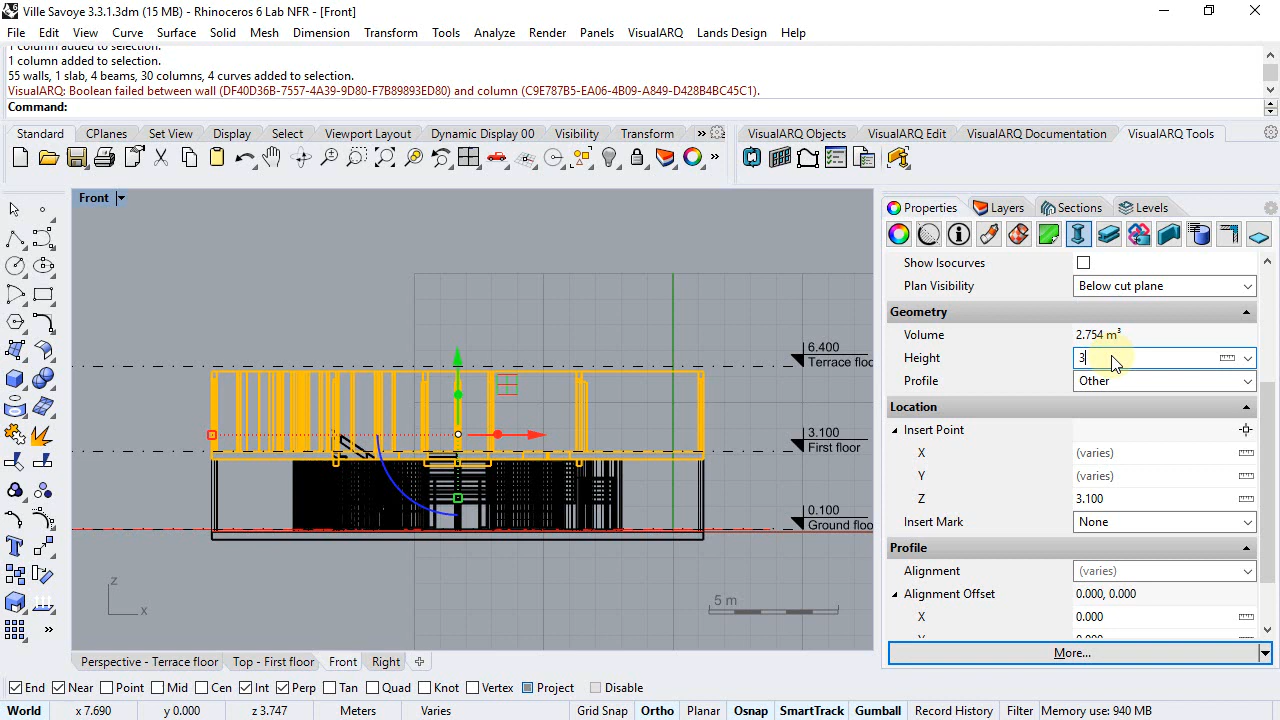 Ville Savoye 3.3.1.3dm (15 MB) - Rhinoceros 6 Lab NFR - [Front]
File Edit View Curve Surface Solid Mesh Dimension Transform Tools Analyze Render Panels VisualARQ Lands Design Help
1 column added to selection.
1 column added to selection.
55 walls, 1 slab, 4 beams, 30 columns, 4 curves added to selection.
VisualARQ: Boolean failed between wall (DF40D36B-7557-4A39-9D80-F7B89893ED80) and column (C9E787B5-EA06-4B09-A849-D428B4BC45C1).
Command:
Standard CPlanes Set View Display Select Viewport Layout Dynamic Display 00 Visibility Transform » VisualARQ Objects VisualARQ Edit VisualARQ Documentation VisualARQ Tools
»
Front
Properties Layers Sections Levels
Show Isocurves
Plan Visibility Below cut plane
Geometry
Volume 2.754 m³
Height 3
Profile Other
Location
Insert Point
X (varies)
Y (varies)
Z 3.100
Insert Mark None
Profile
Alignment (varies)
Alignment Offset 0.000, 0.000
X 0.000
More...
6.400
Terrace floo
3.100
First floor
0.100
Ground floo
z
x
5 m
»
Perspective - Terrace floor Top - First floor Front Right
End Near Point Mid Cen Int Perp Tan Quad Knot Vertex Project Disable
World x 7.690 y 0.000 z 3.747 Meters Varies Grid Snap Ortho Planar Osnap SmartTrack Gumball Record History Filter Memory use: 940 MB